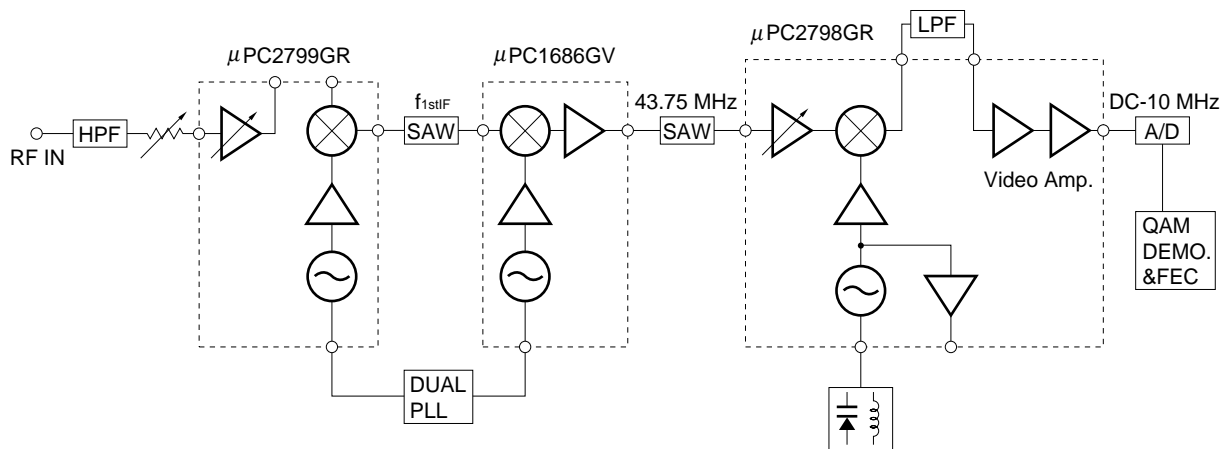 μPC2799GR
μPC1686GV
μPC2798GR
LPF
f1stIF
43.75 MHz
DC-10 MHz
HPF
SAW
SAW
A/D
RF IN
Video Amp.
QAM
DEMO.
&FEC
DUAL
PLL